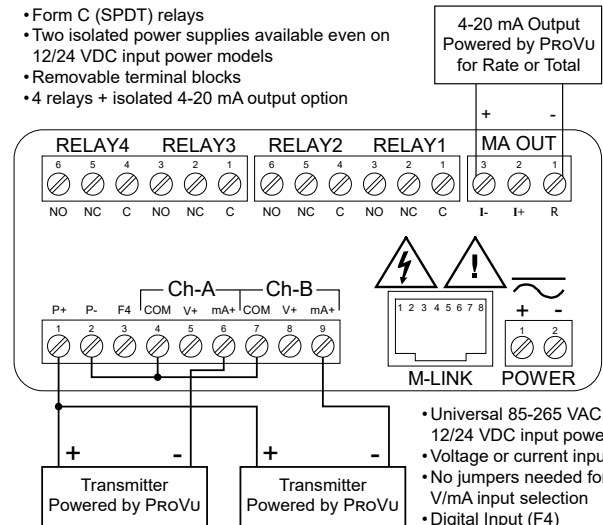 • Form C (SPDT) relays
• Two isolated power supplies available even on
12/24 VDC input power models
• Removable terminal blocks
• 4 relays + isolated 4-20 mA output option
4-20 mA Output
Powered by PROVU
for Rate or Total
+ -
RELAY4 RELAY3 RELAY2 RELAY1 MA OUT
6 5 4 3 2 1 6 5 4 3 2 1 3 2 1
NO NC C NO NC C NO NC C NO NC C I- I+ R
Ch-A Ch-B
P+ P- F4 COM V+ mA+ COM V+ mA+
1 2 3 4 5 6 7 8 9
1 2 3 4 5 6 7 8
+ -
1 2
M-LINK POWER
+ - + -
Transmitter
Powered by PROVU
Transmitter
Powered by PROVU
• Universal 85-265 VAC
12/24 VDC input powe
• Voltage or current inpu
• No jumpers needed for
V/mA input selection
• Digital Input (F4)